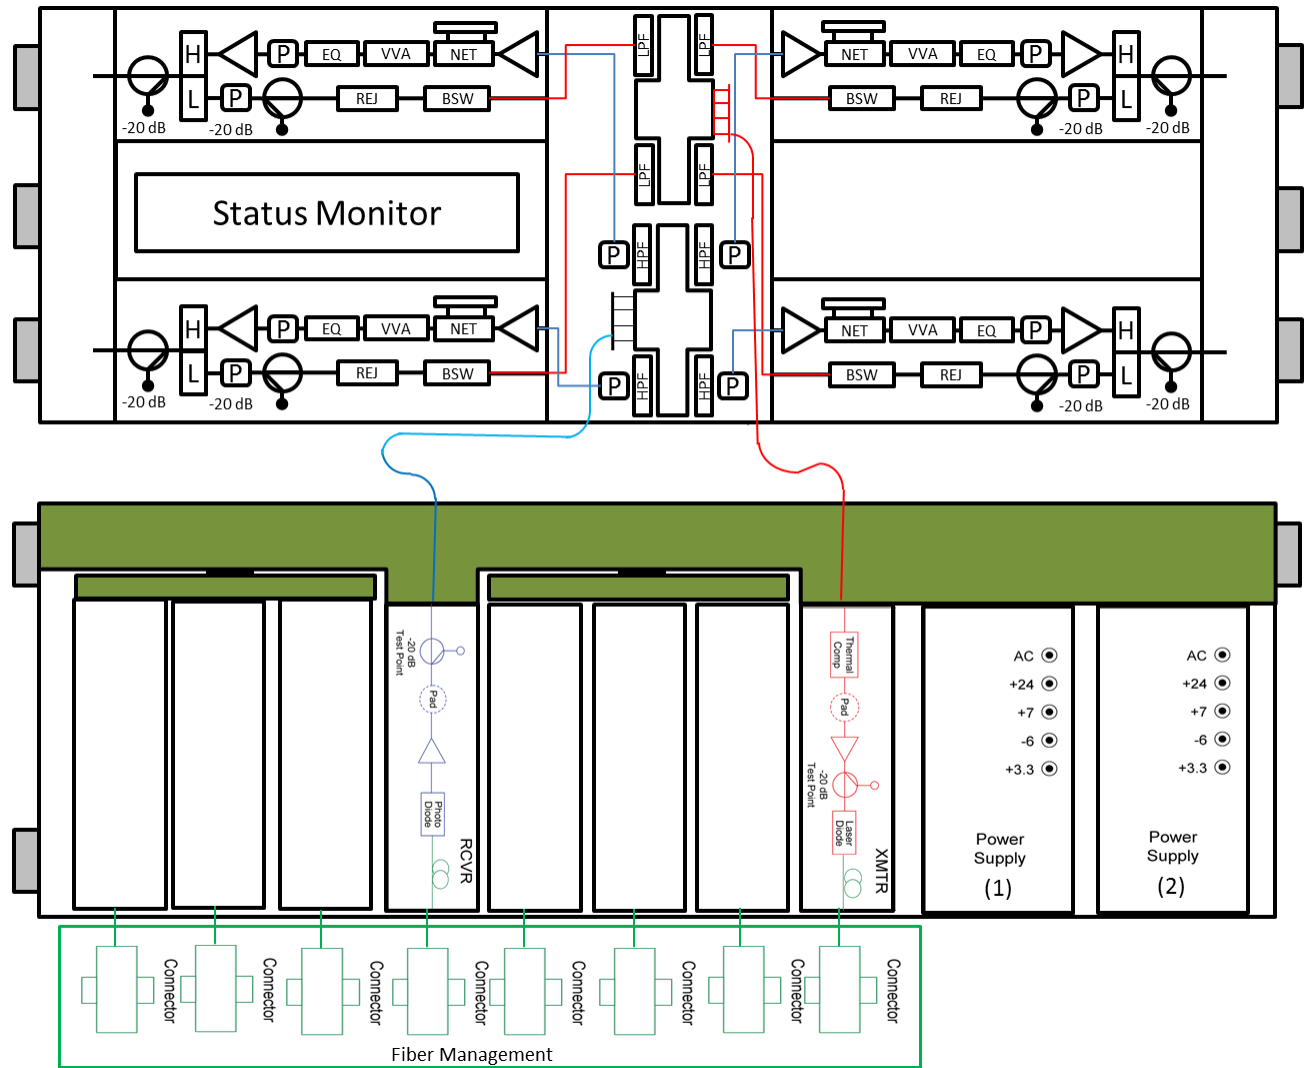 H P EQ VVA NET
L P REJ BSW
-20 dB -20 dB
LPF LPF
NET VVA EQ P H
BSW REJ P L
-20 dB -20 dB
Status Monitor
LPF LPF
P HPF HPF P
H P EQ VVA NET
L P REJ BSW
-20 dB -20 dB
P HPF HPF P
NET VVA EQ P H
BSW REJ P L
-20 dB -20 dB
-20 dB
Test Point
Pad
Photo
Diode
RCVR
Thermal
Comp
Pad
-20 dB
Test Point
Laser
Diode
XMTR
AC
+24
+7
-6
+3.3
Power
Supply
(1)
AC
+24
+7
-6
+3.3
Power
Supply
(2)
Connector
Connector
Connector
Connector
Connector
Connector
Connector
Connector
Fiber Management